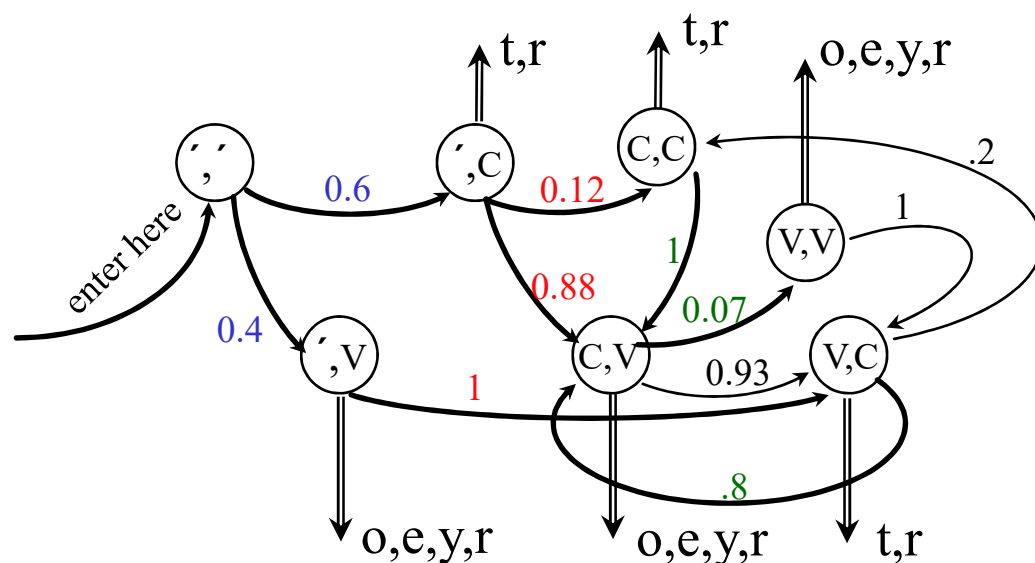 t,r
t,r
o,e,y,r
´,´
´,C
C,C
.2
0.6
0.12
enter here
1
V,V
1
0.88
0.07
0.4
´,V
C,V
0.93
V,C
1
.8
o,e,y,r
o,e,y,r
t,r